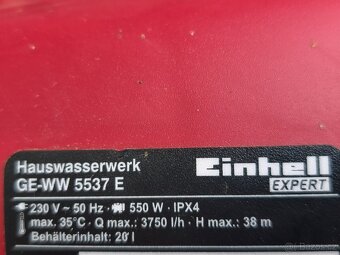 Hauswasserwerk
GE-WW 5537 E
Einhell
EXPERT
230 V ~ 50 Hz · 550 W · IPX4
max. 35°C · Q max.: 3750 l/h · H max.: 38 m
Behälterinhalt: 20 l